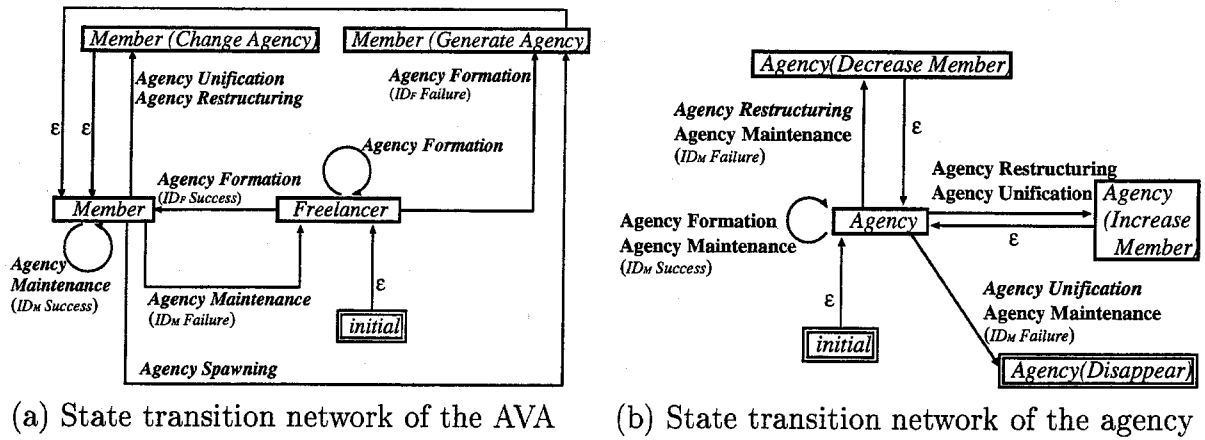 Member (Change Agency)
Member (Generate Agency)
Agency Unification
Agency Restructuring
Agency Formation
(IDF Failure)
ε
ε
Agency Formation
Agency Formation
(IDF Success)
Member
Freelancer
Agency
Maintenance
(IDM Success)
Agency Maintenance
(IDM Failure)
ε
initial
Agency Spawning
(a) State transition network of the AVA
Agency(Decrease Member)
Agency Restructuring
Agency Maintenance
(IDM Failure)
ε
Agency Restructuring
Agency Unification
Agency
(Increase
Member)
Agency
Agency Formation
Agency Maintenance
(IDM Success)
ε
ε
Agency Unification
Agency Maintenance
(IDM Failure)
initial
Agency(Disappear)
(b) State transition network of the agency